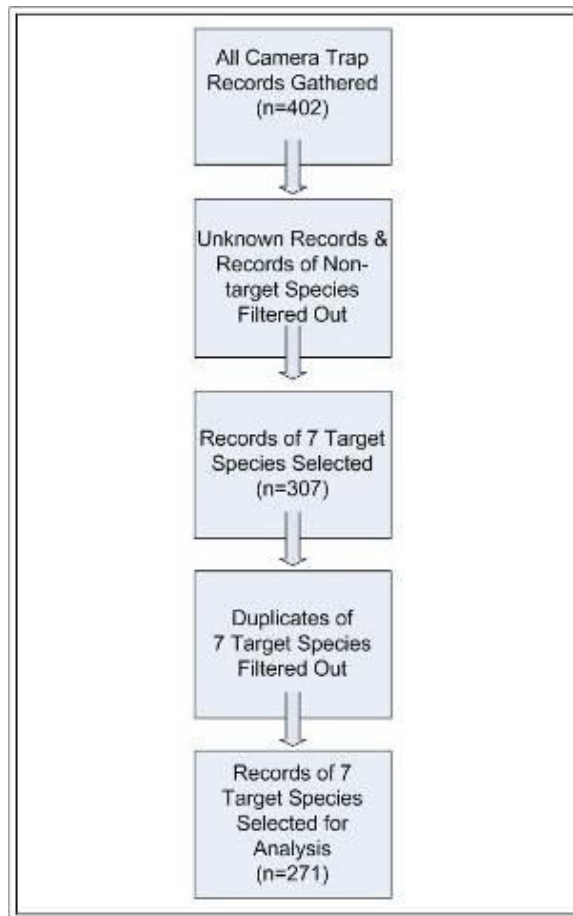 All Camera Trap
Records Gathered
(n=402)
Unknown Records &
Records of Non-
target Species
Filtered Out
Records of 7 Target
Species Selected
(n=307)
Duplicates of
7 Target Species
Filtered Out
Records of 7
Target Species
Selected for
Analysis
(n=271)